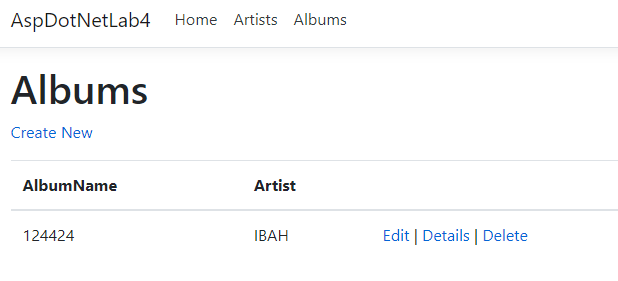 AspDotNetLab4 Home Artists Albums
Albums
Create New
AlbumName Artist
124424 IBAH Edit | Details | Delete